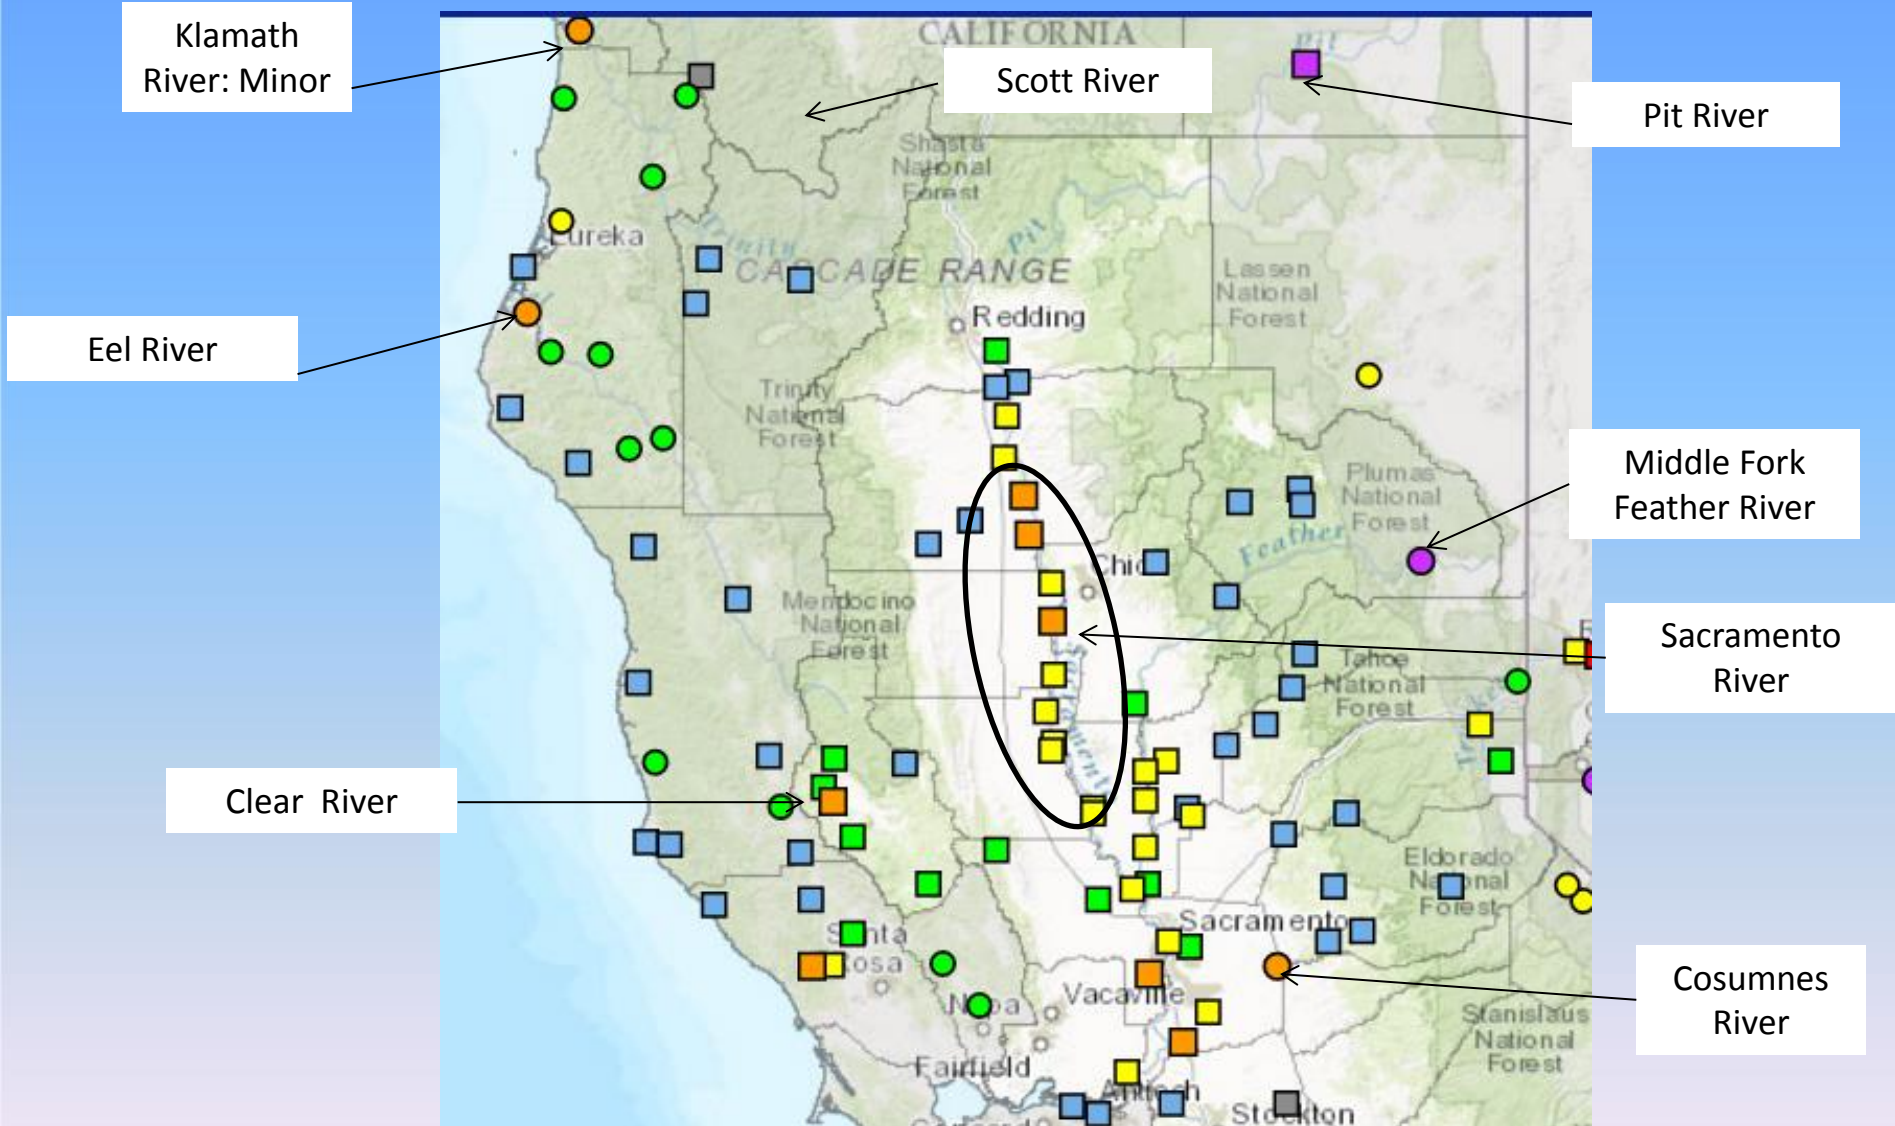 Klamath
River: Minor
Scott River
Pit River
Eel River
Middle Fork
Feather River
Sacramento
River
Clear  River
Cosumnes
River
CALIFORNIA
Pit
Shasta
National
Forest
Eureka
Trinity
Pit
CASCADE RANGE
Lassen
National
Forest
Redding
Trinity
National
Forest
Plumas
National
Forest
Feather
Mendocino
National
Forest
Tahoe
National
Forest
Eldorado
National
Forest
Sacramento
Santa
Rosa
Napa
Vacaville
Stanislaus
National
Forest
Fairfield
Antioch
Stockton